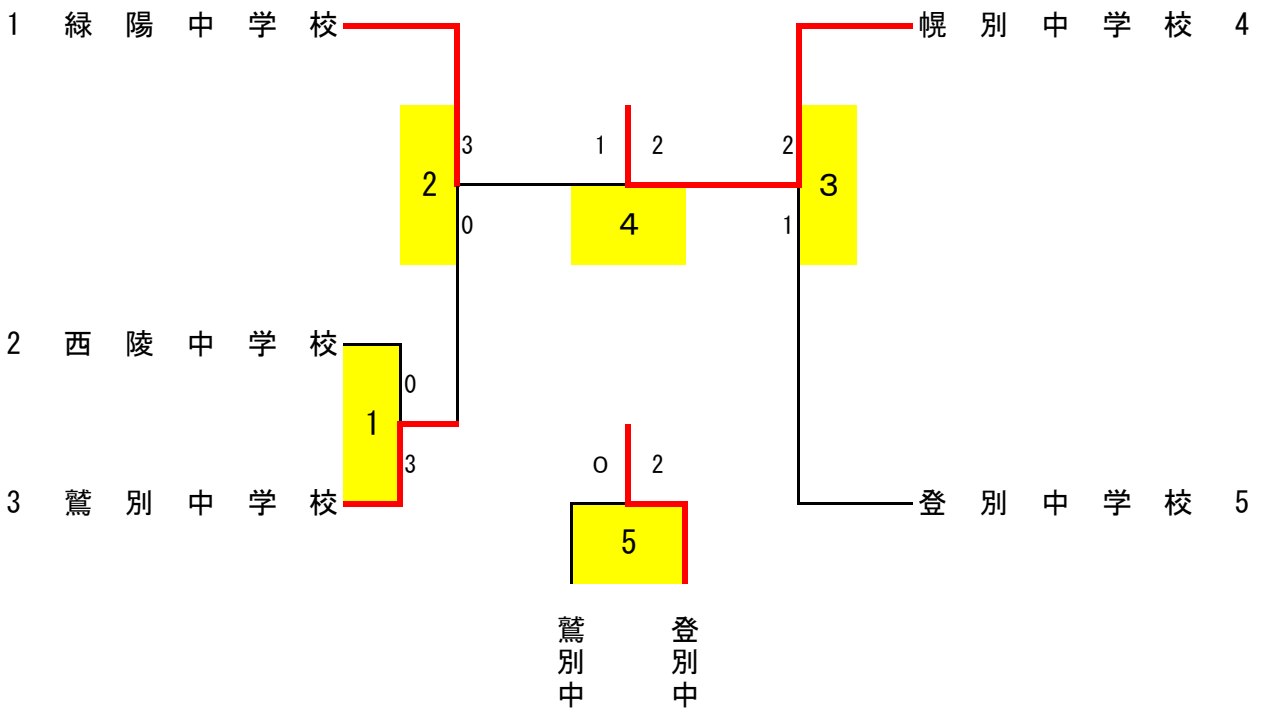 1 緑陽中学校
幌別中学校 4
3 1 2 2
2 3
0 4 1
2 西陵中学校
0
1
3 0 2
3 鷲別中学校
登別中学校 5
5
鷲別中
登別中